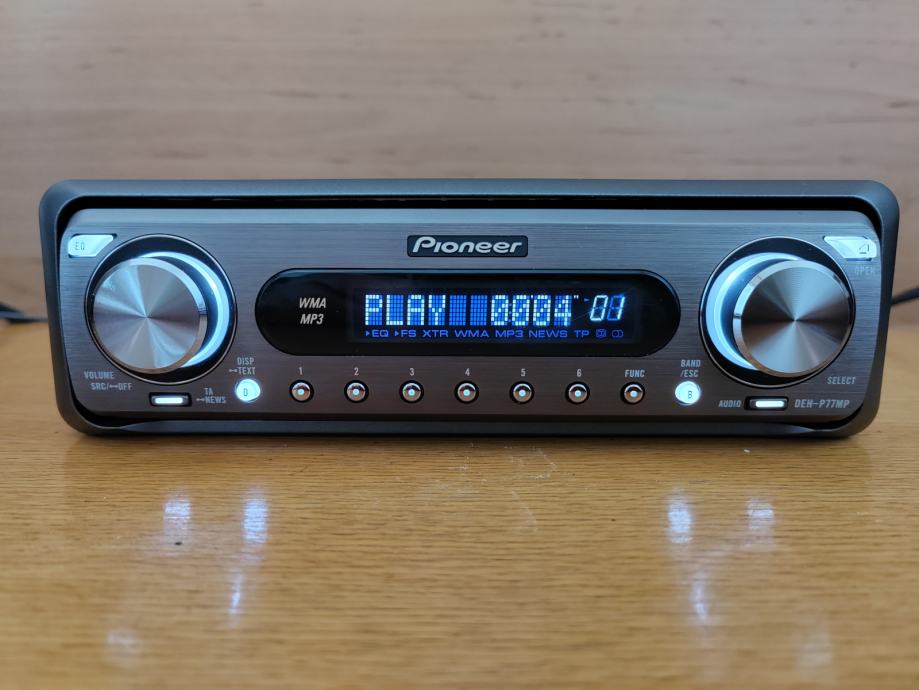 Pioneer
EQ
OPEN
WMA
MP3
PLAY 0004" 01
EQ FS XTR WMA MP3 NEWS TP
VOLUME
SRC/OFF
TA
NEWS
DISP
TEXT
D
1 2 3 4 5 6 FUNC
BAND
/ESC
B
SELECT
AUDIO
DEH-P77MP